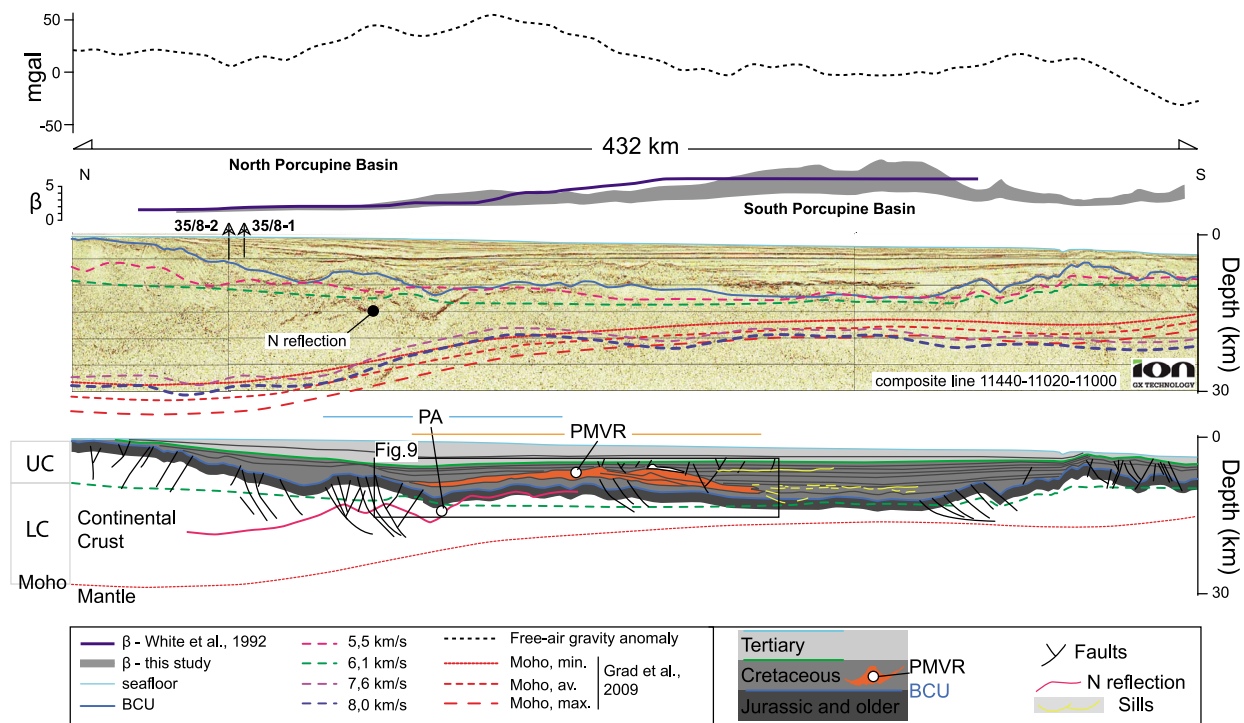 50
0
-50
mgal
432 km
N
North Porcupine Basin
S
β
5
0
South Porcupine Basin
35/8-2
35/8-1
0
N reflection
composite line 11440-11020-11000
ion
GX TECHNOLOGY
30
Depth (km)
PA
PMVR
Fig.9
0
UC
LC
Continental
Crust
Moho
Mantle
30
Depth (km)
β - White et al., 1992
β - this study
seafloor
BCU
5,5 km/s
6,1 km/s
7,6 km/s
8,0 km/s
Free-air gravity anomaly
Moho, min.
Moho, av.
Moho, max.
Grad et al.,
2009
Tertiary
Cretaceous
Jurassic and older
PMVR
BCU
Faults
N reflection
Sills